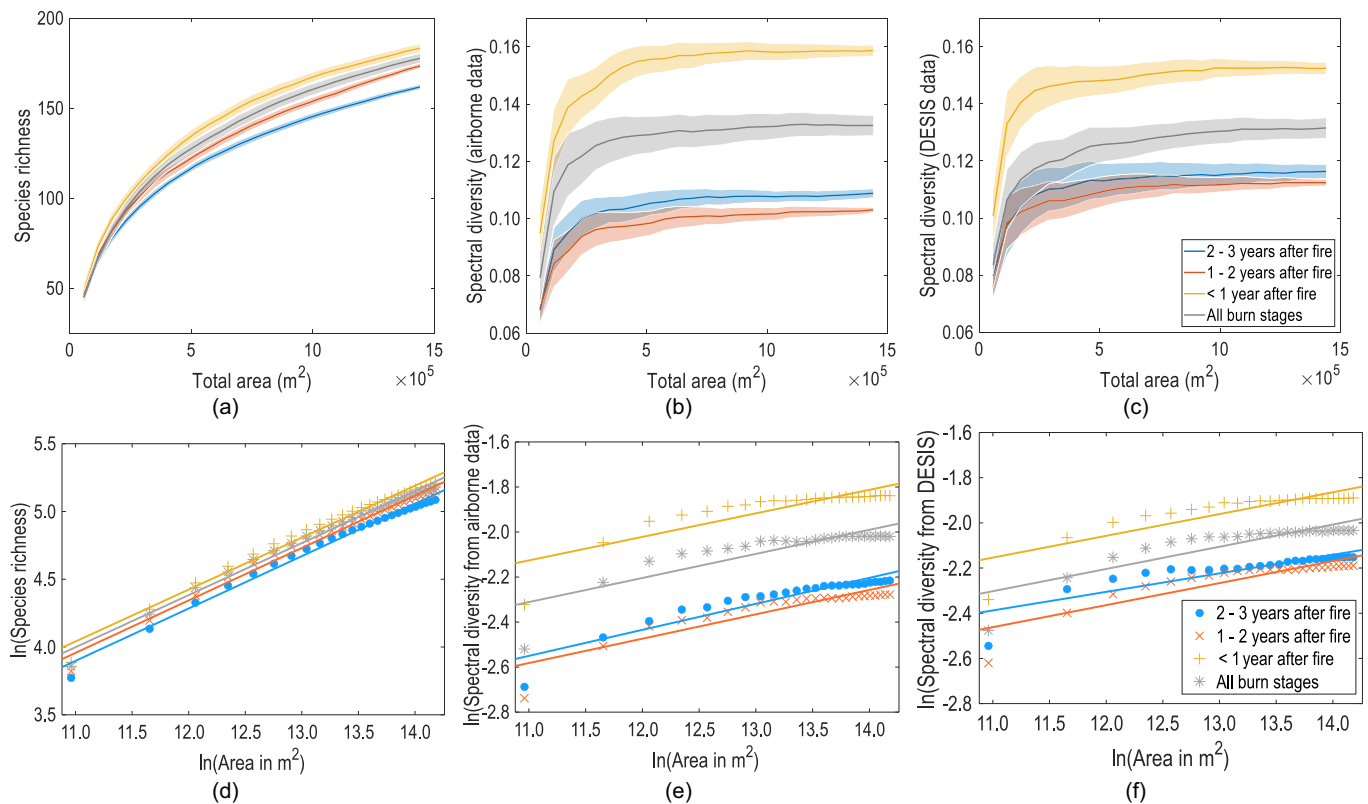 200
150
100
50
Species richness
0
5
10
15
Total area (m²)
×10⁵
(a)
0.16
0.14
0.12
0.10
0.08
0.06
Spectral diversity (airborne data)
0
5
10
15
Total area (m²)
×10⁵
(b)
0.16
0.14
0.12
0.10
0.08
0.06
Spectral diversity (DESIS data)
0
5
10
15
Total area (m²)
×10⁵
(c)
2 - 3 years after fire
1 - 2 years after fire
< 1 year after fire
All burn stages
5.5
5.0
4.5
4.0
3.5
ln(Species richness)
11.0
11.5
12.0
12.5
13.0
13.5
14.0
ln(Area in m²)
(d)
-1.6
-1.8
-2.0
-2.2
-2.4
-2.6
-2.8
ln(Spectral diversity from airborne data)
11.0
11.5
12.0
12.5
13.0
13.5
14.0
ln(Area in m²)
(e)
-1.6
-1.8
-2.0
-2.2
-2.4
-2.6
-2.8
ln(Spectral diversity from DESIS)
11.0
11.5
12.0
12.5
13.0
13.5
14.0
ln(Area in m²)
(f)
2 - 3 years after fire
1 - 2 years after fire
< 1 year after fire
All burn stages